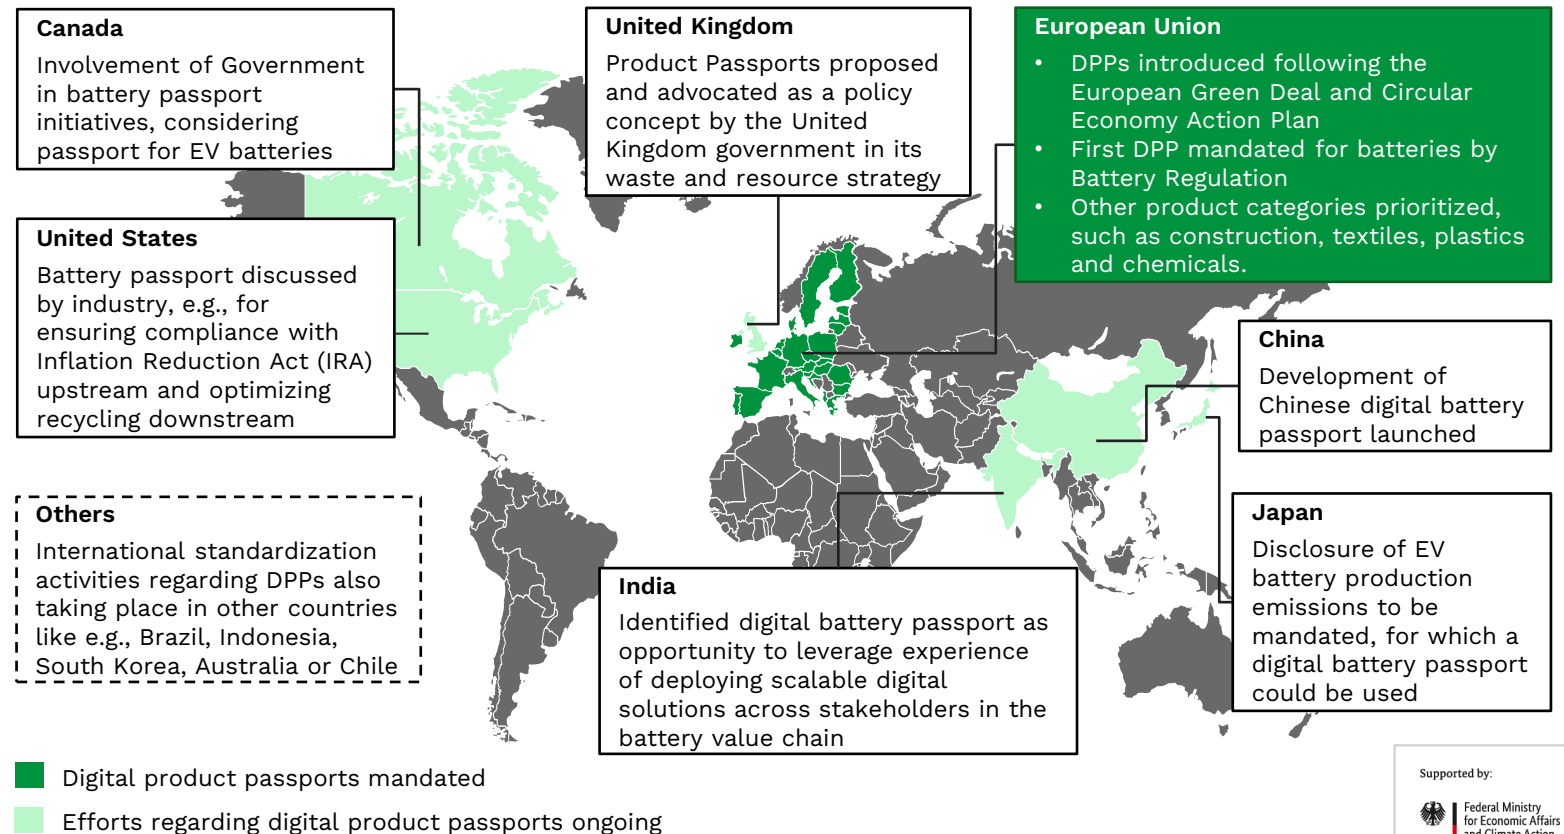 Canada
Involvement of Government
in battery passport
initiatives, considering
passport for EV batteries
United Kingdom
Product Passports proposed
and advocated as a policy
concept by the United
Kingdom government in its
waste and resource strategy
European Union
• DPPs introduced following the
European Green Deal and Circular
Economy Action Plan
• First DPP mandated for batteries by
Battery Regulation
• Other product categories prioritized,
such as construction, textiles, plastics
and chemicals.
United States
Battery passport discussed
by industry, e.g., for
ensuring compliance with
Inflation Reduction Act (IRA)
upstream and optimizing
recycling downstream
China
Development of
Chinese digital battery
passport launched
Others
International standardization
activities regarding DPPs also
taking place in other countries
like e.g., Brazil, Indonesia,
South Korea, Australia or Chile
India
Identified digital battery passport as
opportunity to leverage experience
of deploying scalable digital
solutions across stakeholders in the
battery value chain
Japan
Disclosure of EV
battery production
emissions to be
mandated, for which a
digital battery passport
could be used
Digital product passports mandated
Efforts regarding digital product passports ongoing
Supported by:
Federal Ministry
for Economic Affairs
and Climate Action